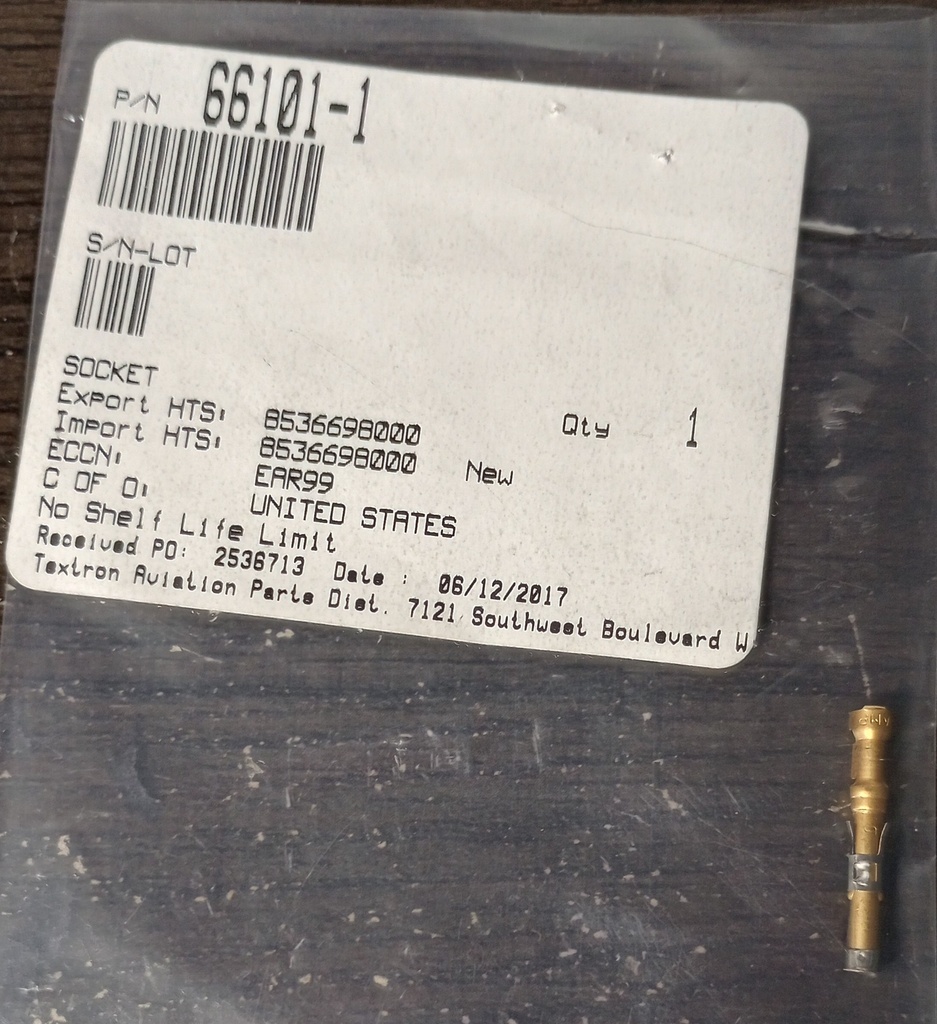 P/N 66101-1
S/N-LOT
SOCKET
Export HTS: 8536698000 Qty 1
Import HTS: 8536698000 New
ECCN: EAR99
C OF O: UNITED STATES
No Shelf Life Limit
Received PO: 2536713 Date : 06/12/2017
Textron Aviation Parts Dist. 7121 Southwest Boulevard W